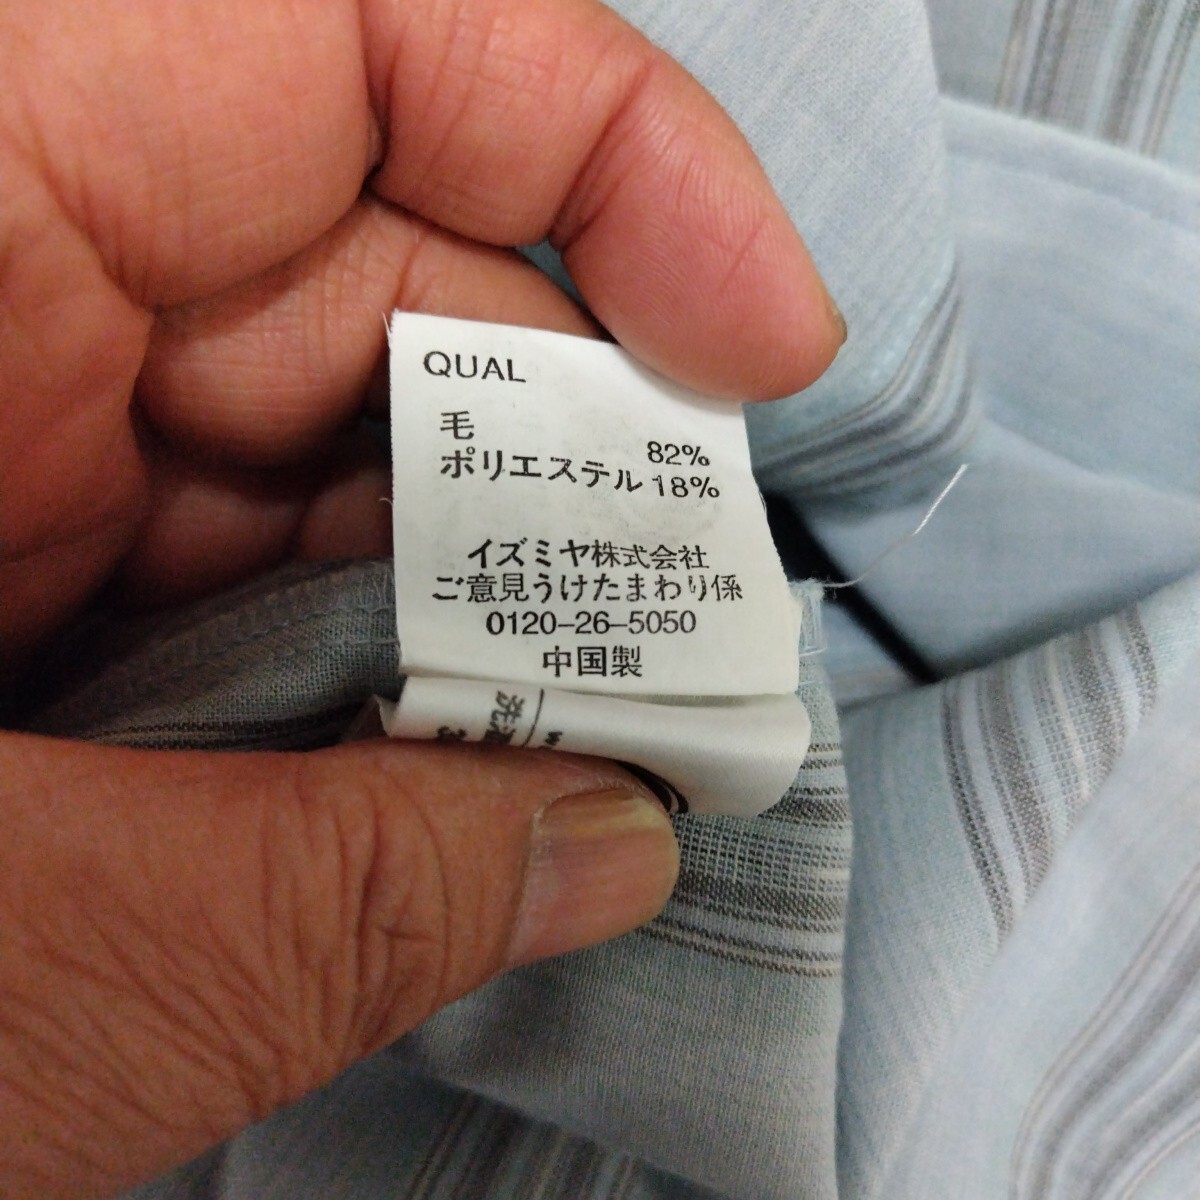 QUAL
毛 82%
ポリエステル 18%
イズミヤ株式会社
ご意見うけたまわり係
0120-26-5050
中国製